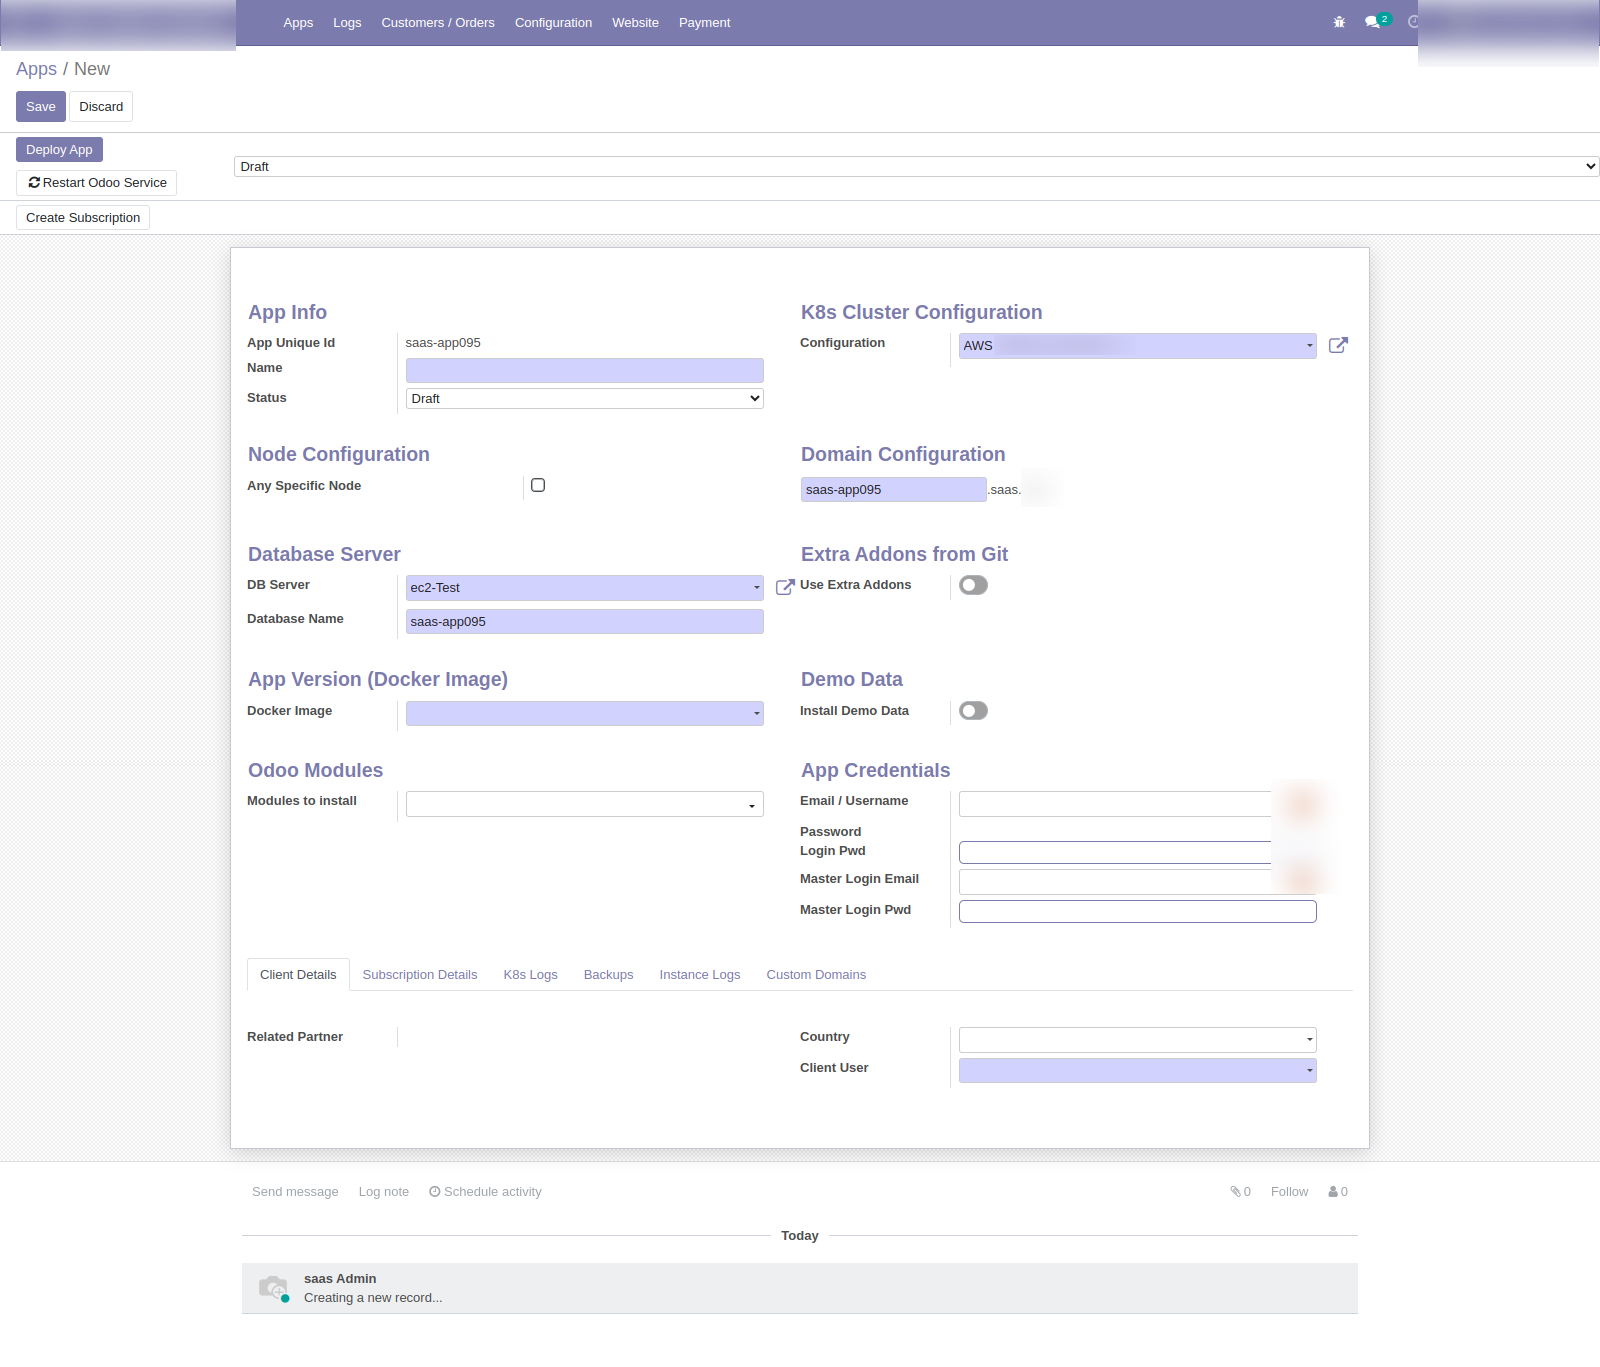 Apps Logs Customers / Orders Configuration Website Payment 2
Apps / New
Save Discard
Deploy App
Draft
Restart Odoo Service
Create Subscription
App Info
App Unique Id saas-app095
Name
Status Draft
K8s Cluster Configuration
Configuration AWS
Node Configuration
Any Specific Node
Domain Configuration
saas-app095 .saas.
Database Server
DB Server ec2-Test
Database Name saas-app095
Extra Addons from Git
Use Extra Addons
App Version (Docker Image)
Docker Image
Demo Data
Install Demo Data
Odoo Modules
Modules to install
App Credentials
Email / Username
Password
Login Pwd
Master Login Email
Master Login Pwd
Client Details Subscription Details K8s Logs Backups Instance Logs Custom Domains
Related Partner
Country
Client User
Send message Log note Schedule activity 0 Follow 0
Today
saas Admin
Creating a new record...